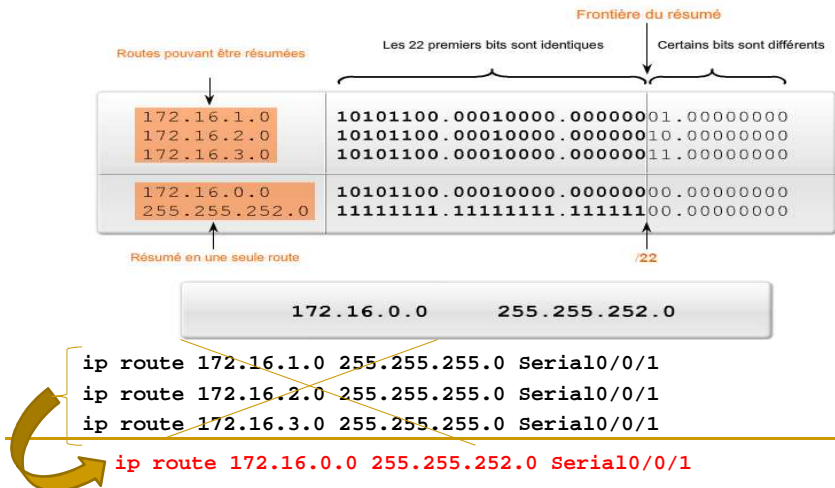 Frontière du résumé
Routes pouvant être résumées
Les 22 premiers bits sont identiques
Certains bits sont différents
172.16.1.0 10101100.00010000.00000001.00000000
172.16.2.0 10101100.00010000.00000010.00000000
172.16.3.0 10101100.00010000.00000011.00000000
172.16.0.0 10101100.00010000.00000000.00000000
255.255.252.0 11111111.11111111.11111100.00000000
Résumé en une seule route
/22
172.16.0.0 255.255.252.0
ip route 172.16.1.0 255.255.255.0 Serial0/0/1
ip route 172.16.2.0 255.255.255.0 Serial0/0/1
ip route 172.16.3.0 255.255.255.0 Serial0/0/1
ip route 172.16.0.0 255.255.252.0 Serial0/0/1